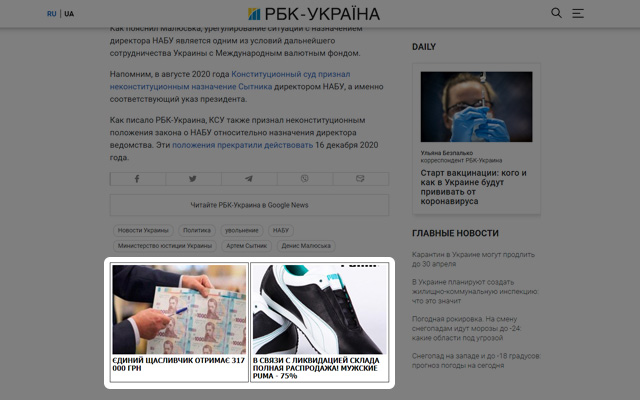 RU | UA
РБК-УКРАЇНА
Как пояснил Малюська, урегулирование ситуации с назначением
директора НАБУ является одним из условий дальнейшего
сотрудничества Украины с Международным валютным фондом.
Напомним, в августе 2020 года Конституционный суд признал
неконституционным назначение Сытника директором НАБУ, а именно
соответствующий указ президента.
Как писало РБК-Украина, КСУ также признал неконституционным
положения закона о НАБУ относительно назначения директора
ведомства. Эти положения прекратили действовать 16 декабря 2020
года.
Читайте РБК-Украина в Google News
Новости Украины
Политика
увольнение
НАБУ
Министерство юстиции Украины
Артем Сытник
Денис Малюська
ЄДИНИЙ ЩАСЛИВЧИК ОТРИМАЄ 317
000 ГРН
В СВЯЗИ С ЛИКВИДАЦИЕЙ СКЛАДА
ПОЛНАЯ РАСПРОДАЖА! МУЖСКИЕ
PUMA - 75%
DAILY
Ульяна Безпалько
корреспондент РБК-Украина
Старт вакцинации: кого и
как в Украине будут
прививать от
коронавируса
ГЛАВНЫЕ НОВОСТИ
Карантин в Украине могут продлить
до 30 апреля
В Украине планируют создать
жилищно-коммунальную инспекцию:
что это значит
Погодная рокировка. На смену
снегопадам идут морозы до -24:
какие области под угрозой
Снегопад на западе и до -18 градусов:
прогноз погоды на сегодня